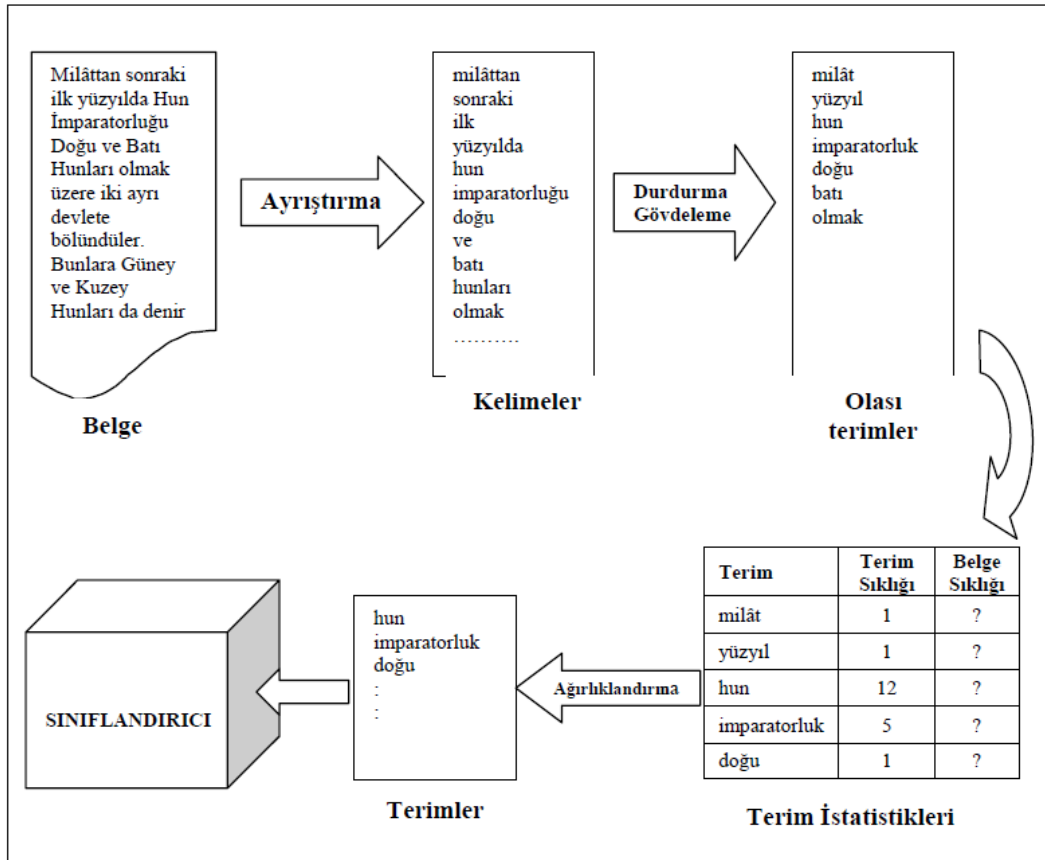 Milâttan sonraki
ilk yüzyılda Hun
İmparatorluğu
Doğu ve Batı
Hunları olmak
üzere iki ayrı
devlete
bölündüler.
Bunlara Güney
ve Kuzey
Hunları da denir
Belge
Ayrıştırma
milâttan
sonraki
ilk
yüzyılda
hun
imparatorluğu
doğu
ve
batı
hunları
olmak
..........
Kelimeler
Durdurma
Gövdeleme
milât
yüzyıl
hun
imparatorluk
doğu
batı
olmak
Olası
terimler
Terim Terim Sıklığı Belge Sıklığı
milât 1 ?
yüzyıl 1 ?
hun 12 ?
imparatorluk 5 ?
doğu 1 ?
Terim İstatistikleri
Ağırlıklandırma
hun
imparatorluk
doğu
:
:
Terimler
SINIFLANDIRICI